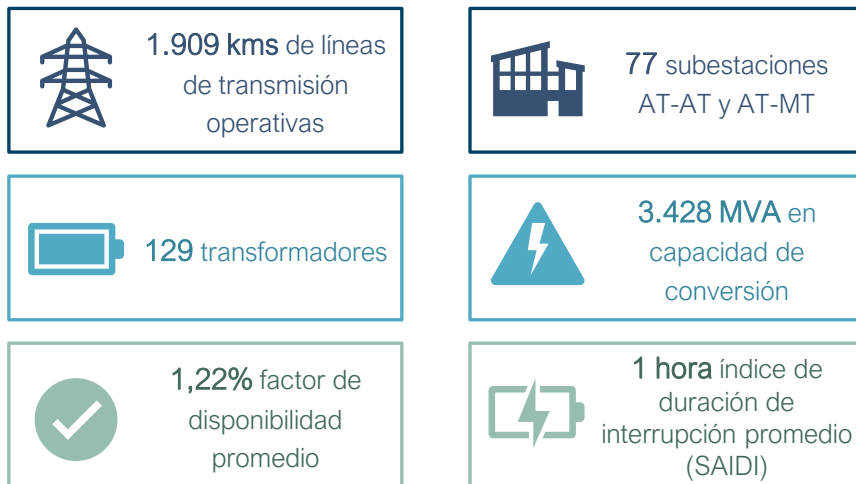 1.909 kms de líneas
de transmisión
operativas
77 subestaciones
AT-AT y AT-MT
129 transformadores
3.428 MVA en
capacidad de
conversión
1,22% factor de
disponibilidad
promedio
1 hora índice de
duración de
interrupción promedio
(SAIDI)